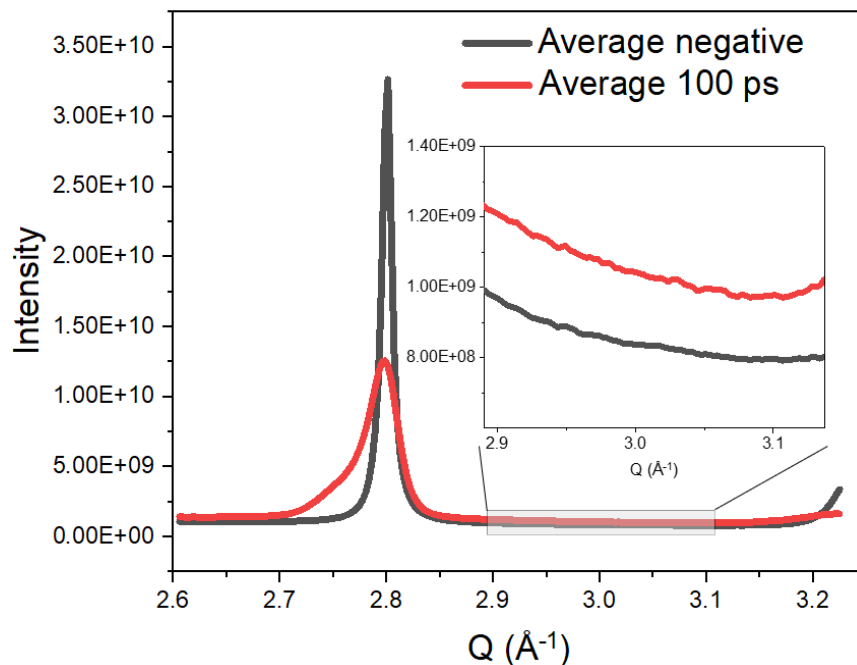 Average negative
Average 100 ps
3.50E+10
3.00E+10
2.50E+10
2.00E+10
1.50E+10
1.00E+10
5.00E+09
0.00E+00
Intensity
1.40E+09
1.20E+09
1.00E+09
8.00E+08
2.9 3.0 3.1
Q (Å-1)
2.6 2.7 2.8 2.9 3.0 3.1 3.2
Q (Å-1)